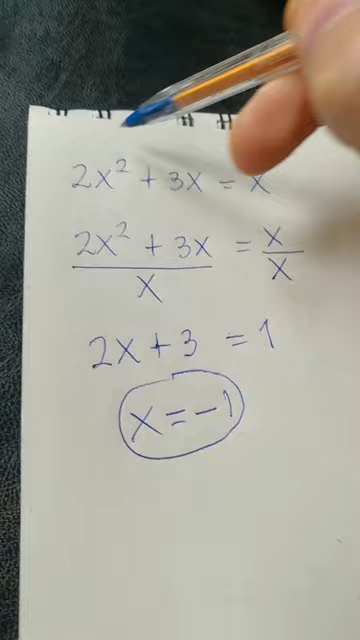 2x² + 3x = x
(2x² + 3x)/x = x/x
2x + 3 = 1
x = -1